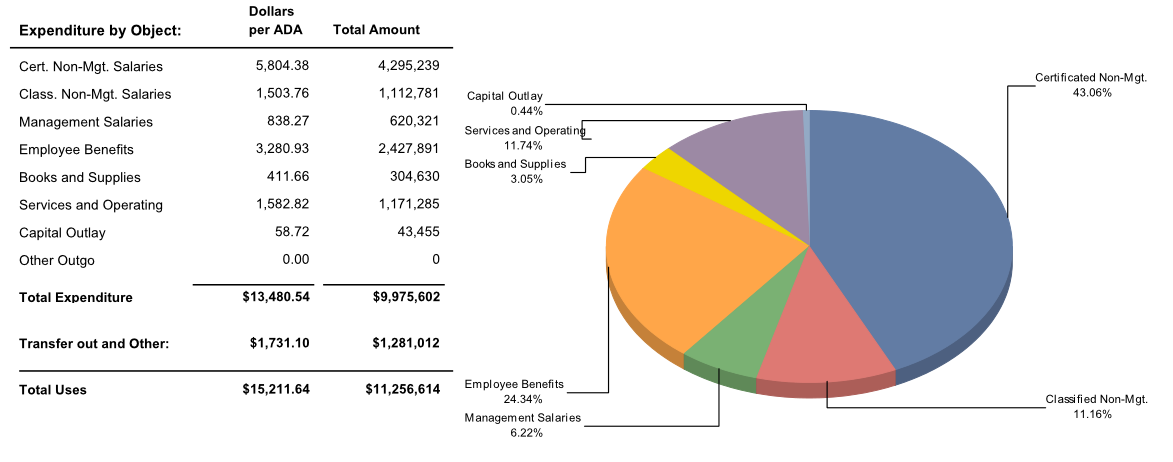 Dollars
per ADA
Expenditure by Object: Total Amount
Cert. Non-Mgt. Salaries 5,804.38 4,295,239
Class. Non-Mgt. Salaries 1,503.76 1,112,781
Management Salaries 838.27 620,321
Employee Benefits 3,280.93 2,427,891
Books and Supplies 411.66 304,630
Services and Operating 1,582.82 1,171,285
Capital Outlay 58.72 43,455
Other Outgo 0.00 0
Total Expenditure $13,480.54 $9,975,602
Transfer out and Other: $1,731.10 $1,281,012
Total Uses $15,211.64 $11,256,614
Certificated Non-Mgt.
43.06%
Capital Outlay
0.44%
Services and Operating
11.74%
Books and Supplies
3.05%
Employee Benefits
24.34%
Management Salaries
6.22%
Classified Non-Mgt.
11.16%